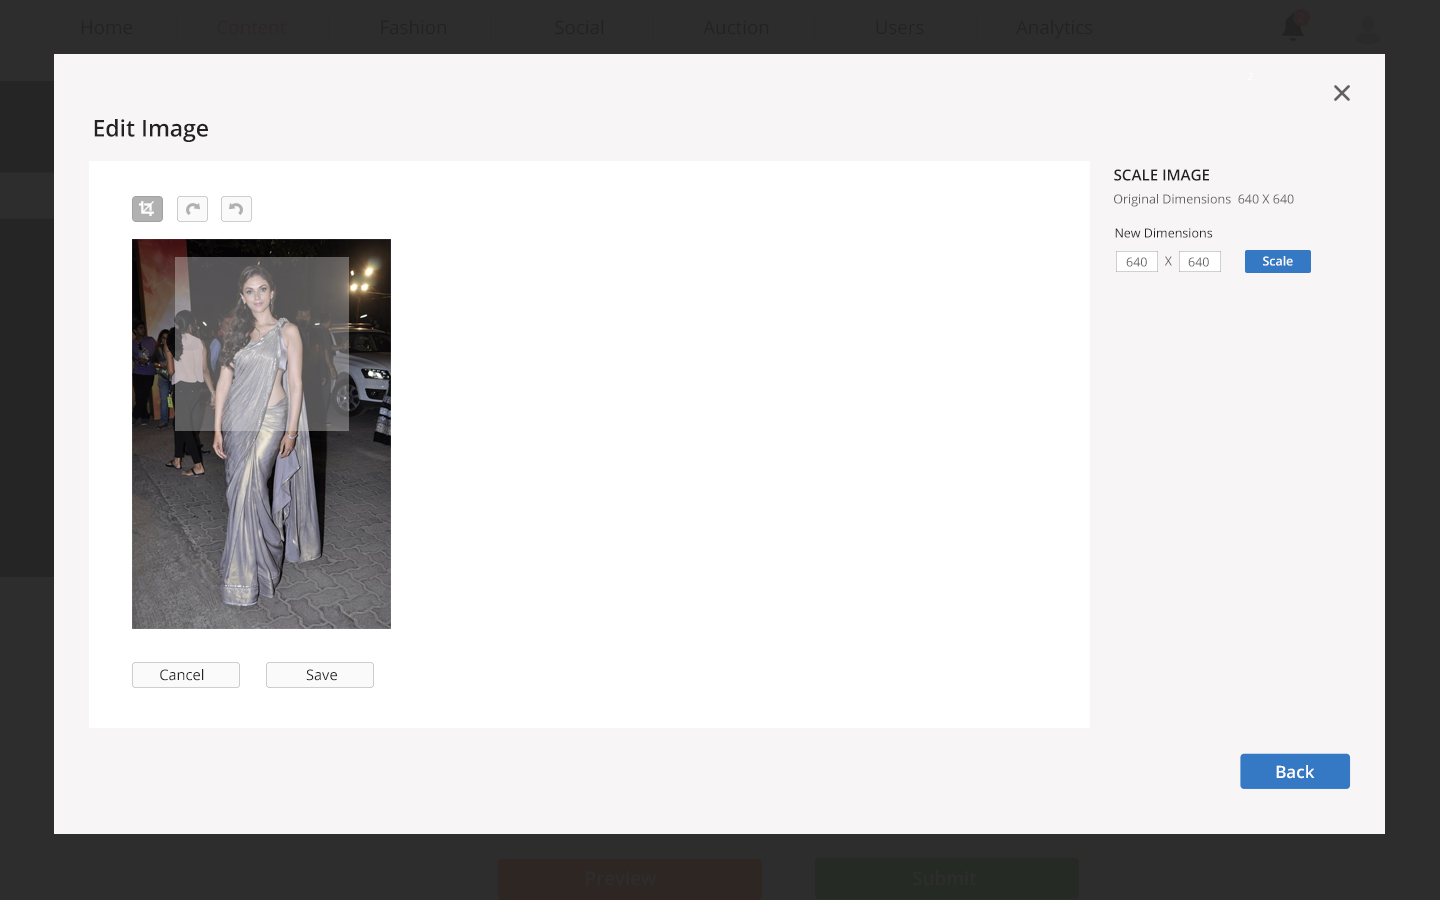 Home Content Fashion Social Auction Users Analytics
Edit Image
SCALE IMAGE
Original Dimensions 640 X 640
New Dimensions
640 X 640 Scale
Cancel Save
Back
Preview Submit